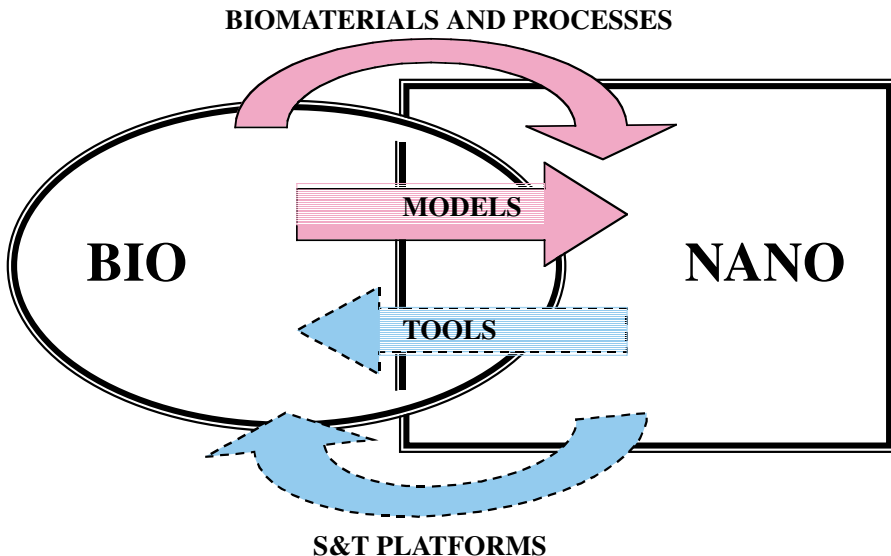 BIOMATERIALS AND PROCESSES
MODELS
BIO
NANO
TOOLS
S&T PLATFORMS